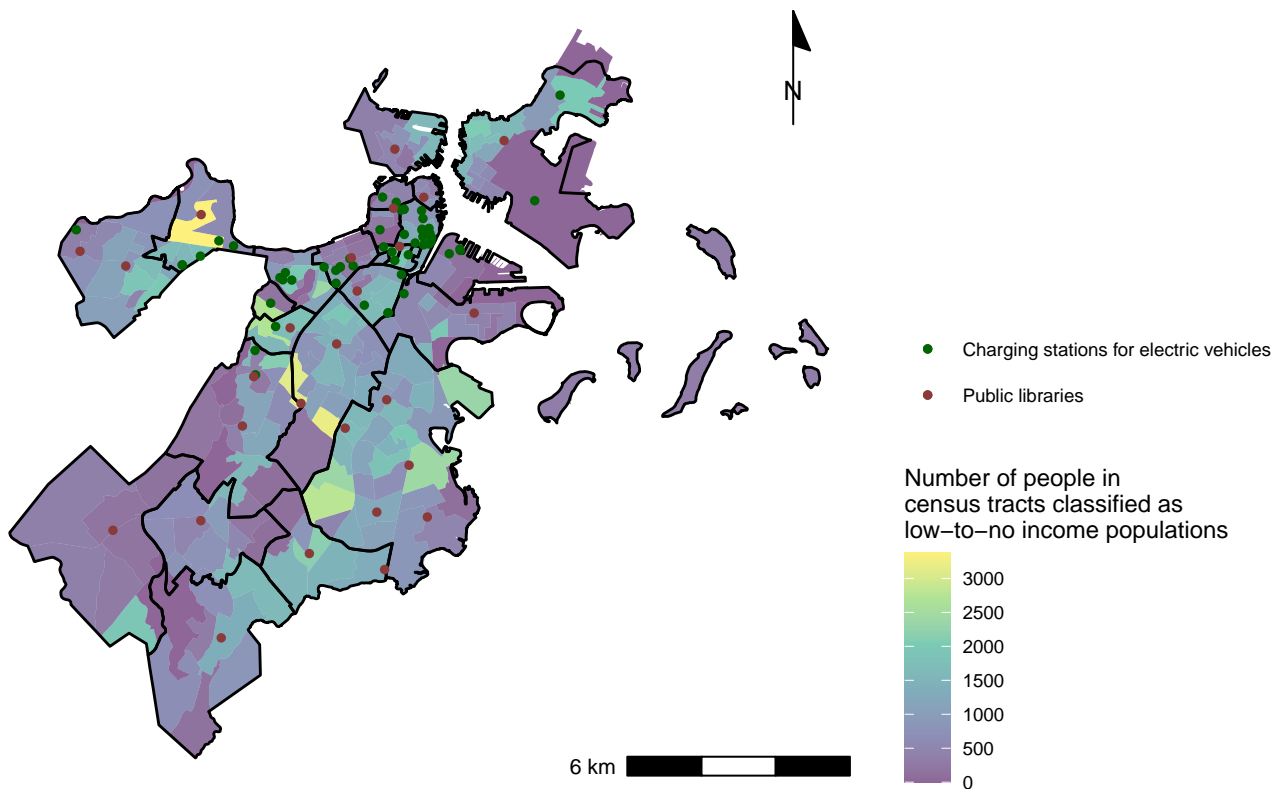 N
Charging stations for electric vehicles
Public libraries
Number of people in
census tracts classified as
low−to−no income populations
3000
2500
2000
1500
1000
500
0
6 km